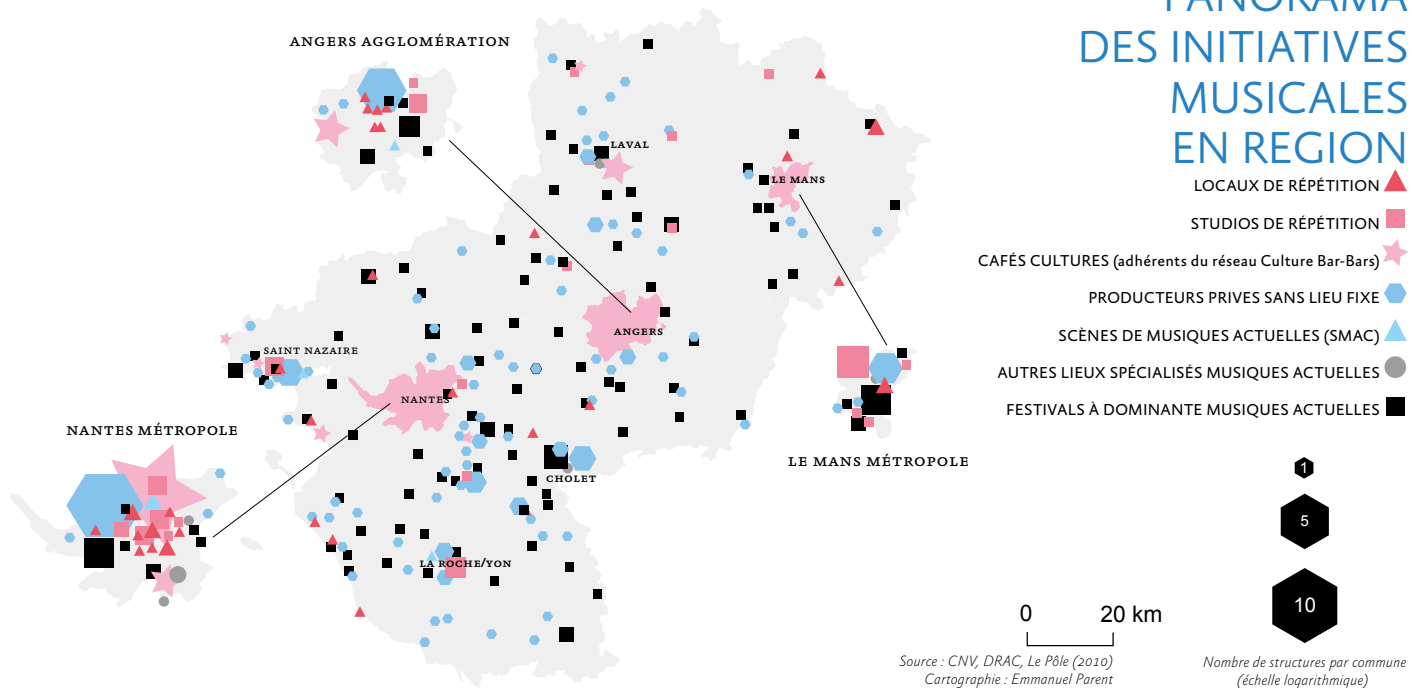 PANORAMA
DES INITIATIVES
MUSICALES
EN REGION
LOCAUX DE RÉPÉTITION
STUDIOS DE RÉPÉTITION
CAFÉS CULTURES (adhérents du réseau Culture Bar-Bars)
PRODUCTEURS PRIVES SANS LIEU FIXE
SCÈNES DE MUSIQUES ACTUELLES (SMAC)
AUTRES LIEUX SPÉCIALISÉS MUSIQUES ACTUELLES
FESTIVALS À DOMINANTE MUSIQUES ACTUELLES
ANGERS AGGLOMÉRATION
LAVAL
LE MANS
ANGERS
SAINT NAZAIRE
NANTES
NANTES MÉTROPOLE
LE MANS MÉTROPOLE
CHOLET
LA ROCHE/YON
1
5
10
0 20 km
Source : CNV, DRAC, Le Pôle (2010)
Cartographie : Emmanuel Parent
Nombre de structures par commune
(échelle logarithmique)